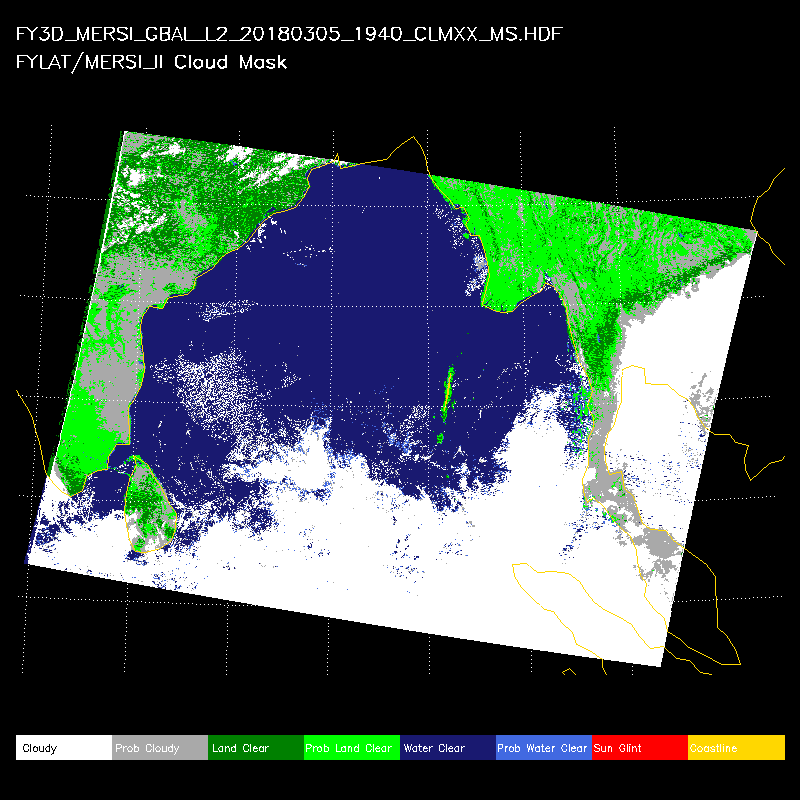 FY3D_MERSI_GBAL_L2_20180305_1940_CLMXX_MS.HDF
FYLAT/MERSI_II Cloud Mask
Cloudy Prob Cloudy Land Clear Prob Land Clear Water Clear Prob Water Clear Sun Glint Coastline